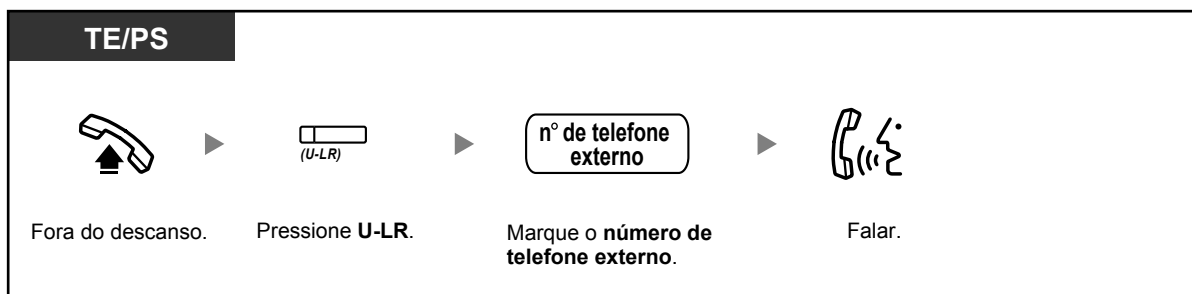 TE/PS
(U-LR)
n° de telefone
externo
Fora do descanso.
Pressione U-LR.
Marque o número de
telefone externo.
Falar.